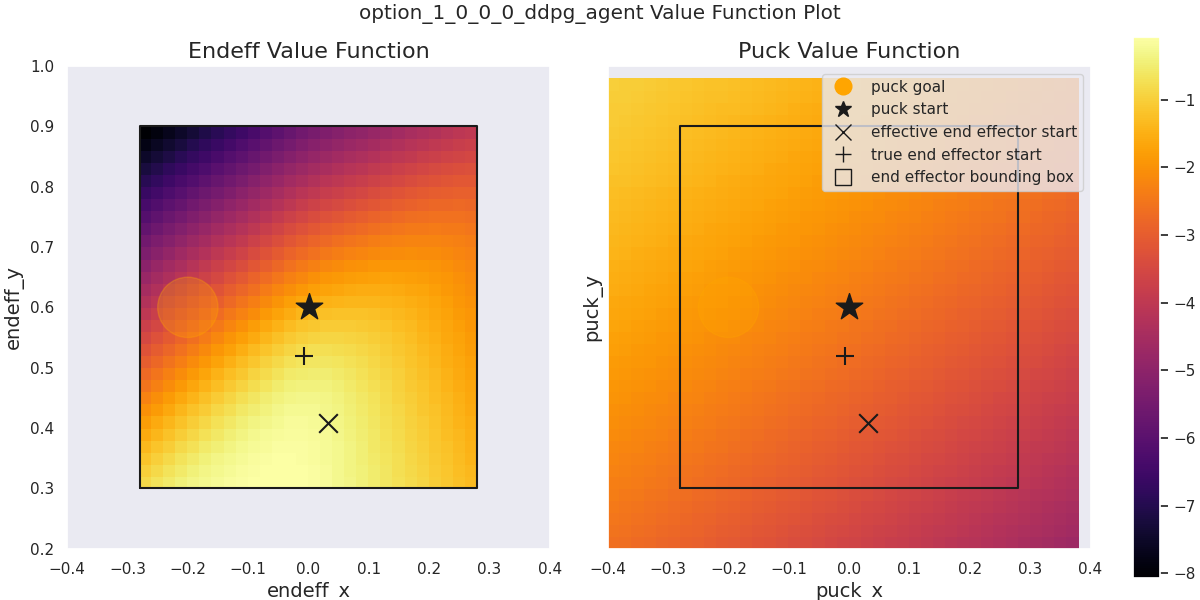 option_1_0_0_0_ddpg_agent Value Function Plot
Endeff Value Function
Puck Value Function
1.0
0.9
0.8
0.7
0.6
0.5
0.4
0.3
0.2
endeff_y
−0.4
−0.3
−0.2
−0.1
0.0
0.1
0.2
0.3
0.4
endeff_x
puck_y
puck goal
puck start
effective end effector start
true end effector start
end effector bounding box
−0.4
−0.3
−0.2
−0.1
0.0
0.1
0.2
0.3
0.4
puck_x
−1
−2
−3
−4
−5
−6
−7
−8